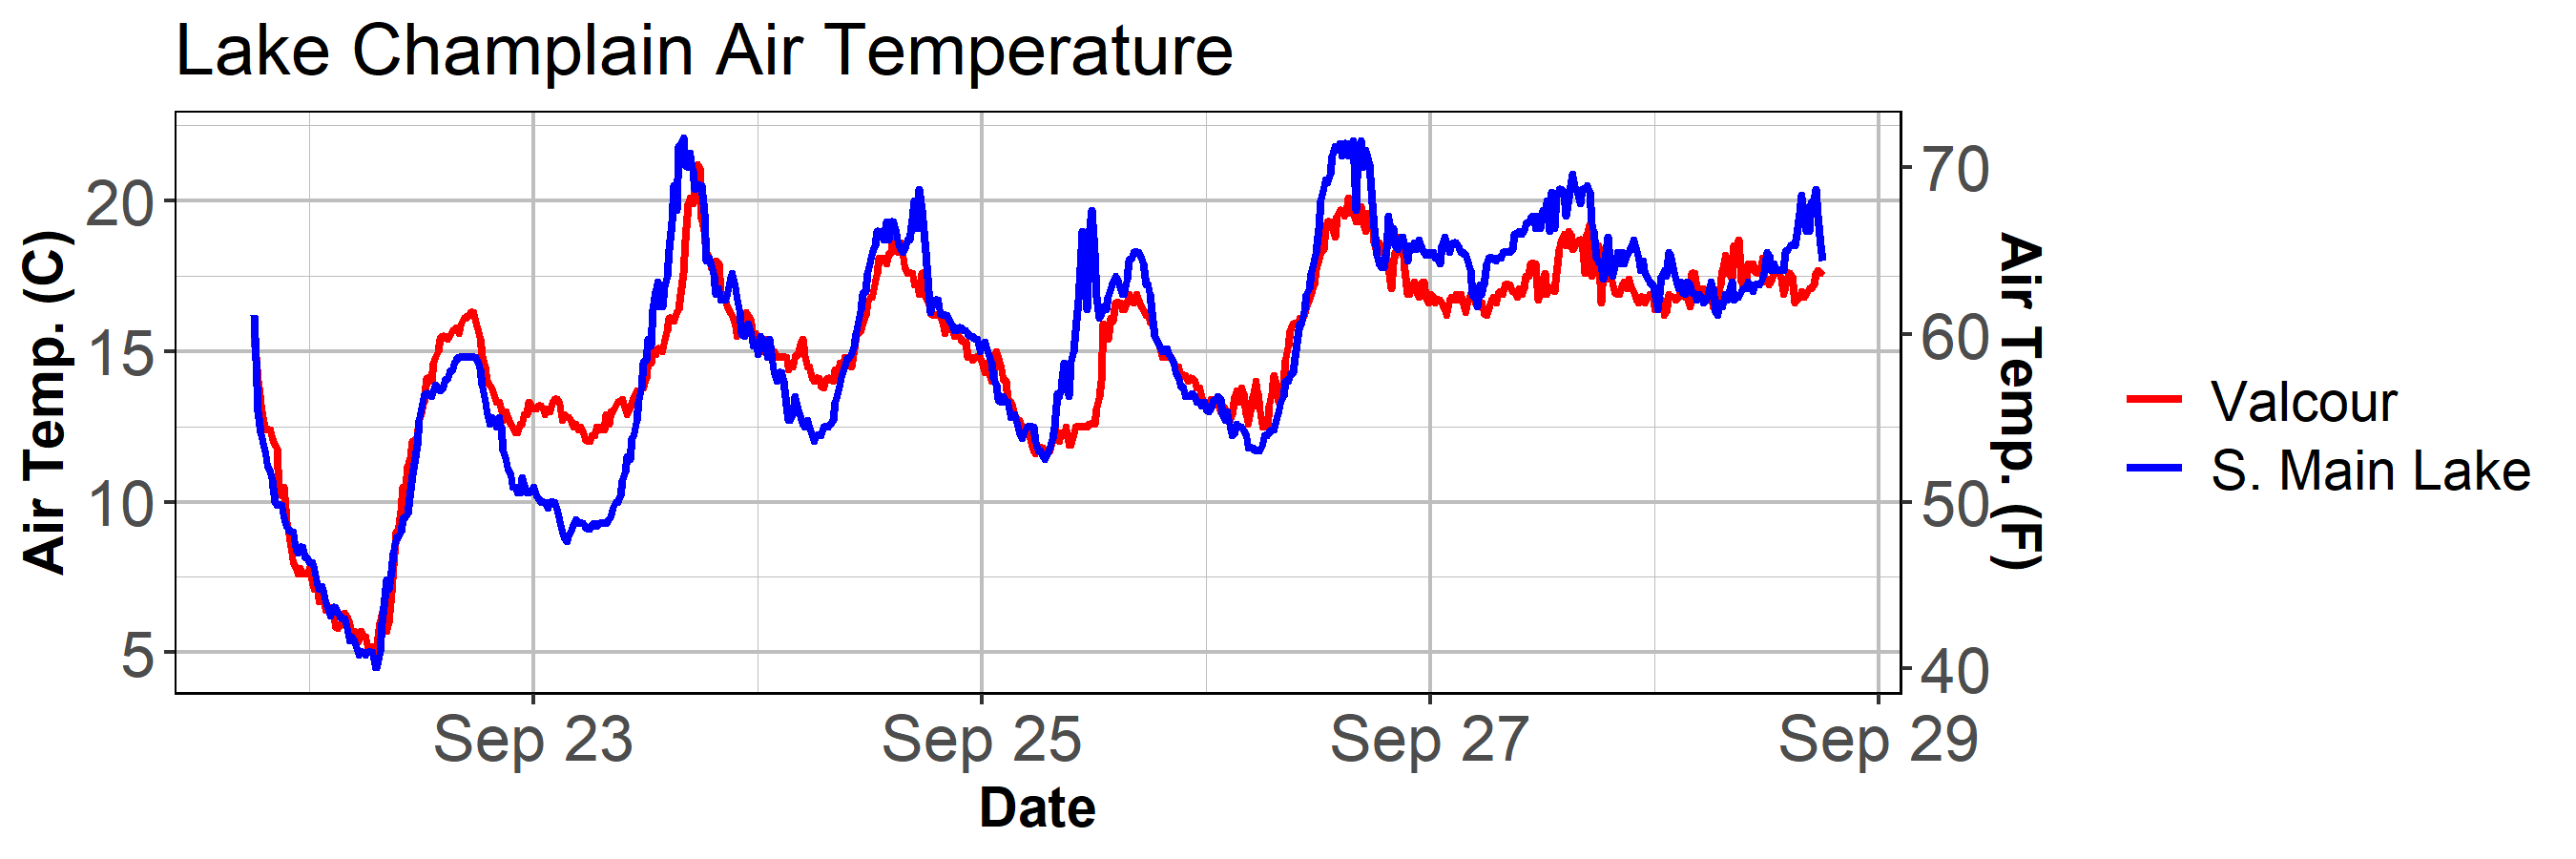 Lake Champlain Air Temperature
Air Temp. (C)
20
15
10
5
70
60
50
40
Air Temp. (F)
Sep 23
Sep 25
Sep 27
Sep 29
Date
Valcour
S. Main Lake